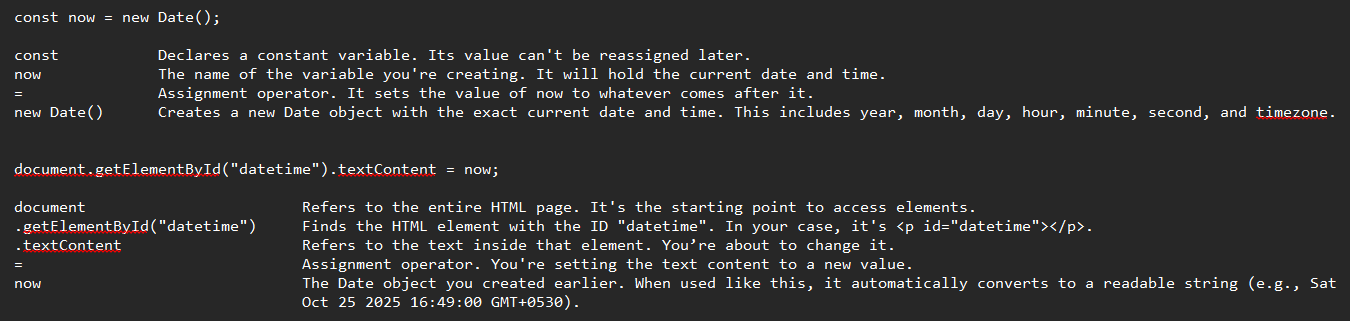 const now = new Date();
const Declares a constant variable. Its value can't be reassigned later.
now The name of the variable you're creating. It will hold the current date and time.
= Assignment operator. It sets the value of now to whatever comes after it.
new Date() Creates a new Date object with the exact current date and time. This includes year, month, day, hour, minute, second, and timezone.
document.getElementById("datetime").textContent = now;
document Refers to the entire HTML page. It's the starting point to access elements.
.getElementById("datetime") Finds the HTML element with the ID "datetime". In your case, it's <p id="datetime"></p>.
.textContent Refers to the text inside that element. You’re about to change it.
= Assignment operator. You're setting the text content to a new value.
now The Date object you created earlier. When used like this, it automatically converts to a readable string (e.g., Sat
Oct 25 2025 16:49:00 GMT+0530).